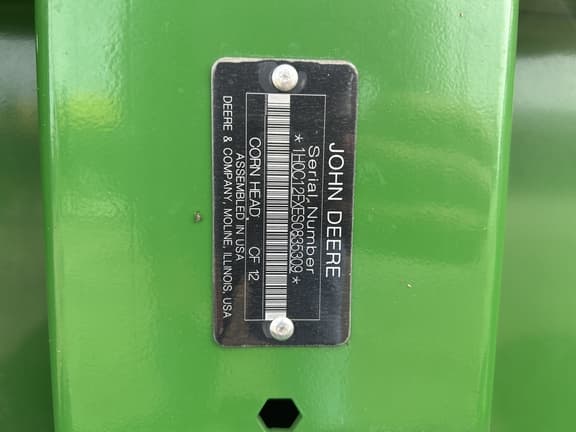 JOHN DEERE
Serial Number
* 1H0C12FXES0835309 *
CORN HEAD CF 12
ASSEMBLED IN USA
DEERE & COMPANY, MOLINE, ILLINOIS, USA